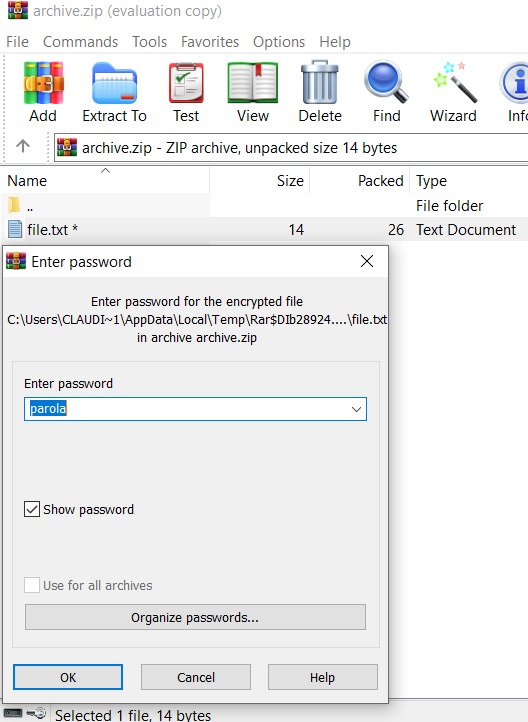 archive.zip (evaluation copy)
File Commands Tools Favorites Options Help
Add Extract To Test View Delete Find Wizard Info
archive.zip - ZIP archive, unpacked size 14 bytes
Name Size Packed Type
.. File folder
file.txt * 14 26 Text Document
Enter password
Enter password for the encrypted file
C:\Users\CLAUDI~1\AppData\Local\Temp\Rar$DIb28924....\file.txt
in archive archive.zip
Enter password
parola
Show password
Use for all archives
Organize passwords...
OK Cancel Help
Selected 1 file, 14 bytes